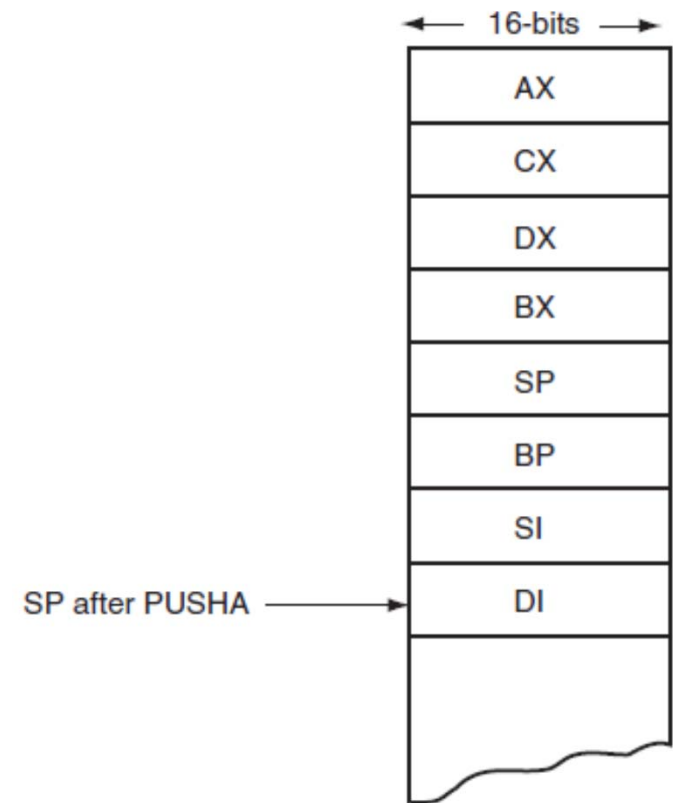 16-bits
AX
CX
DX
BX
SP
BP
SI
SP after PUSHA DI